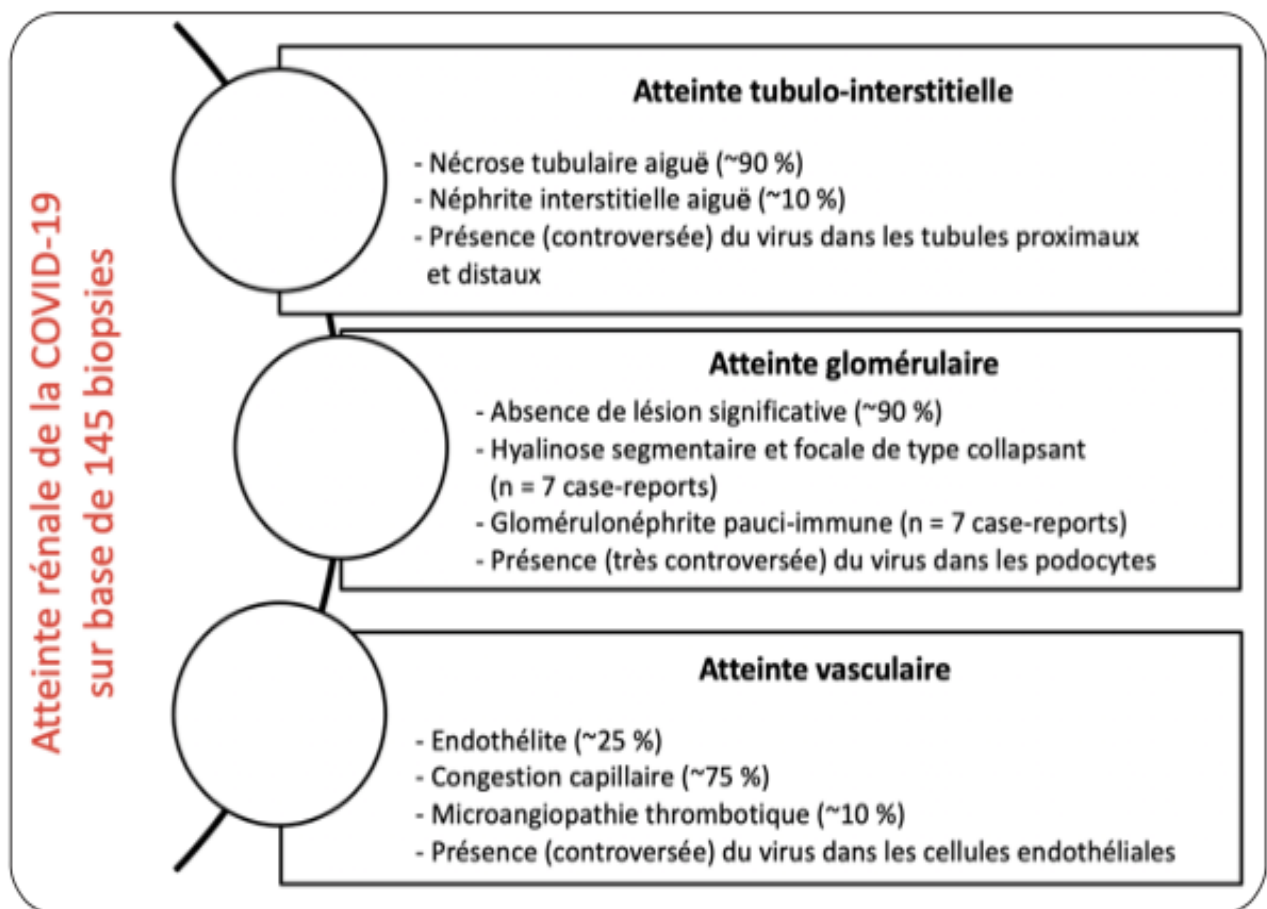 Atteinte rénale de la COVID-19
sur base de 145 biopsies
Atteinte tubulo-interstitielle
- Nécrose tubulaire aiguë (~90 %)
- Néphrite interstitielle aiguë (~10 %)
- Présence (controversée) du virus dans les tubules proximaux
et distaux
Atteinte glomérulaire
- Absence de lésion significative (~90 %)
- Hyalinose segmentaire et focale de type collapsant
(n = 7 case-reports)
- Glomérulonéphrite pauci-immune (n = 7 case-reports)
- Présence (très controversée) du virus dans les podocytes
Atteinte vasculaire
- Endothélite (~25 %)
- Congestion capillaire (~75 %)
- Microangiopathie thrombotique (~10 %)
- Présence (controversée) du virus dans les cellules endothéliales